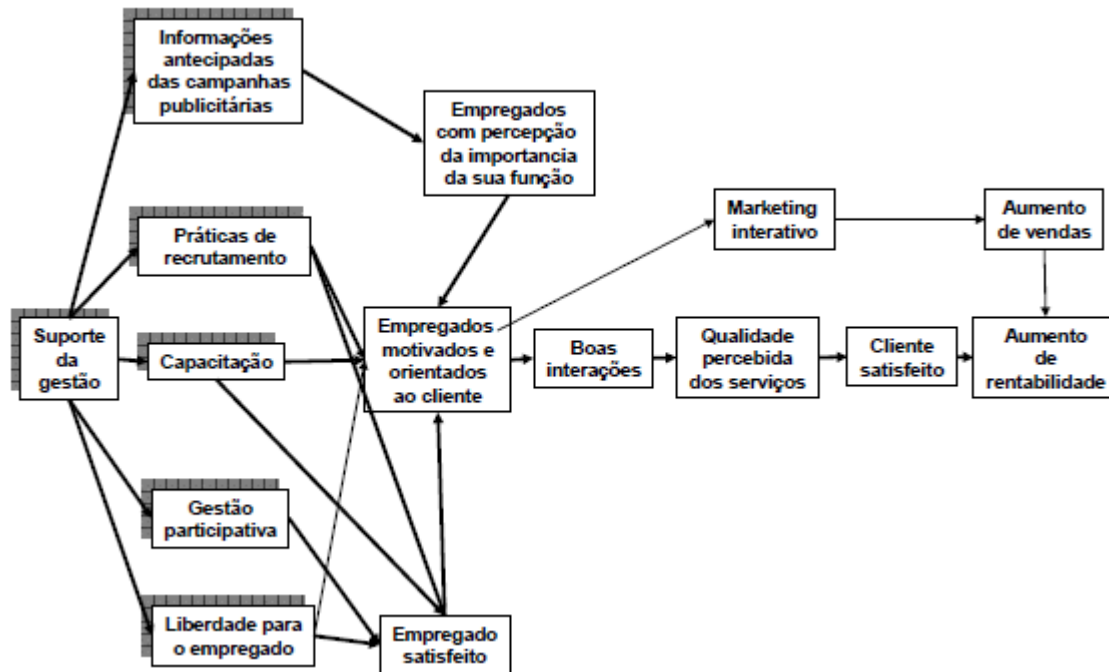 Informações
antecipadas
das campanhas
publicitárias
Empregados
com percepção
da importancia
da sua função
Práticas de
recrutamento
Marketing
interativo
Aumento
de vendas
Suporte
da
gestão
Capacitação
Empregados
motivados e
orientados
ao cliente
Boas
interações
Qualidade
percebida
dos serviços
Cliente
satisfeito
Aumento
de
rentabilidade
Gestão
participativa
Liberdade para
o empregado
Empregado
satisfeito